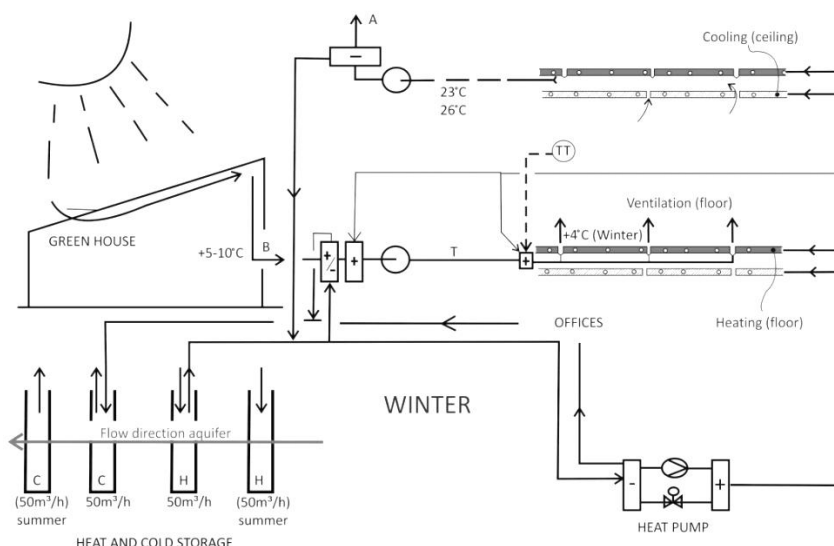 A
Cooling (ceiling)
23°C
26°C
TT
GREEN HOUSE
+5-10°C
B
+
-
+
T
+
Ventilation (floor)
+4°C (Winter)
OFFICES
Heating (floor)
WINTER
Flow direction aquifer
C
C
H
H
(50m³/h)
summer
50m³/h
50m³/h
(50m³/h)
summer
-
+
HEAT PUMP
HEAT AND COLD STORAGE